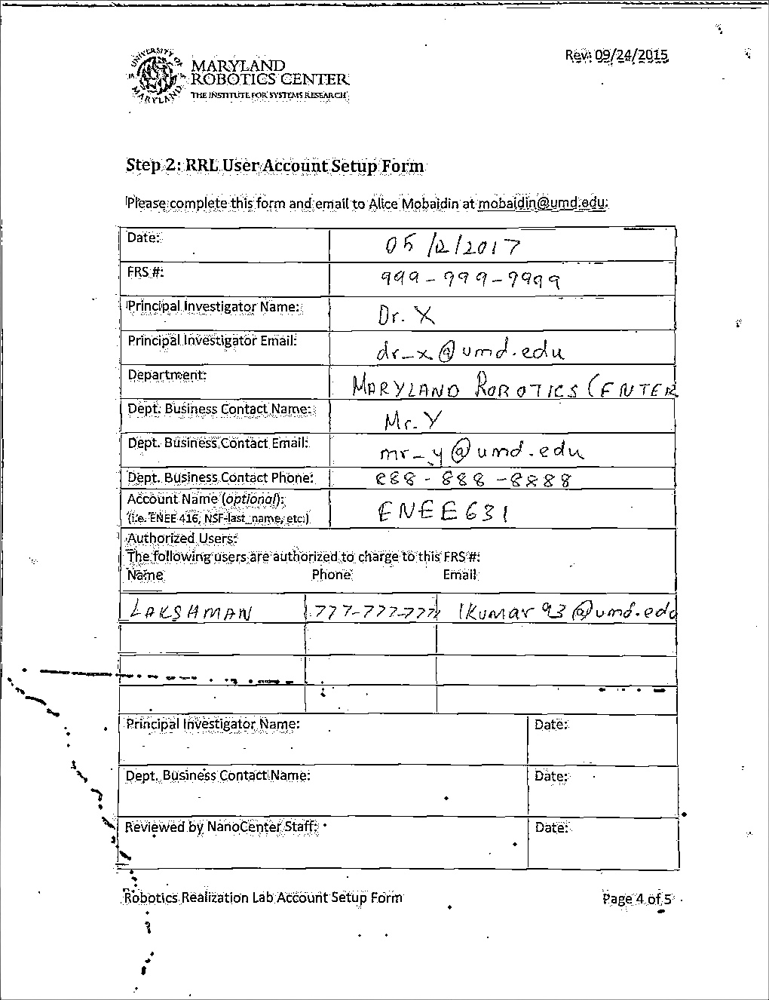 UNIVERSITY OF MARYLAND
MARYLAND
ROBOTICS CENTER
THE INSTITUTE FOR SYSTEMS RESEARCH
Rev: 09/24/2015
Step 2: RRL User Account Setup Form
Please complete this form and email to Alice Mobaidin at mobaidin@umd.edu:
Date: 05/12/2017
FRS #: 999-999-9999
Principal Investigator Name: Dr. X
Principal Investigator Email: dr_x@umd.edu
Department: MARYLAND ROBOTICS CENTER
Dept. Business Contact Name: Mr. Y
Dept. Business Contact Email: mr_y@umd.edu
Dept. Business Contact Phone: 888-888-8888
Account Name (optional): ENEE631
(i.e. ENEE 416, NSF-last_name, etc.)
Authorized Users:
The following users are authorized to charge to this FRS #:
Name Phone Email
LAKSHMAN 777-777-777 lkumar93@umd.edu
Principal Investigator Name: Date:
Dept. Business Contact Name: Date:
Reviewed by NanoCenter Staff: Date:
Robotics Realization Lab Account Setup Form Page 4 of 5